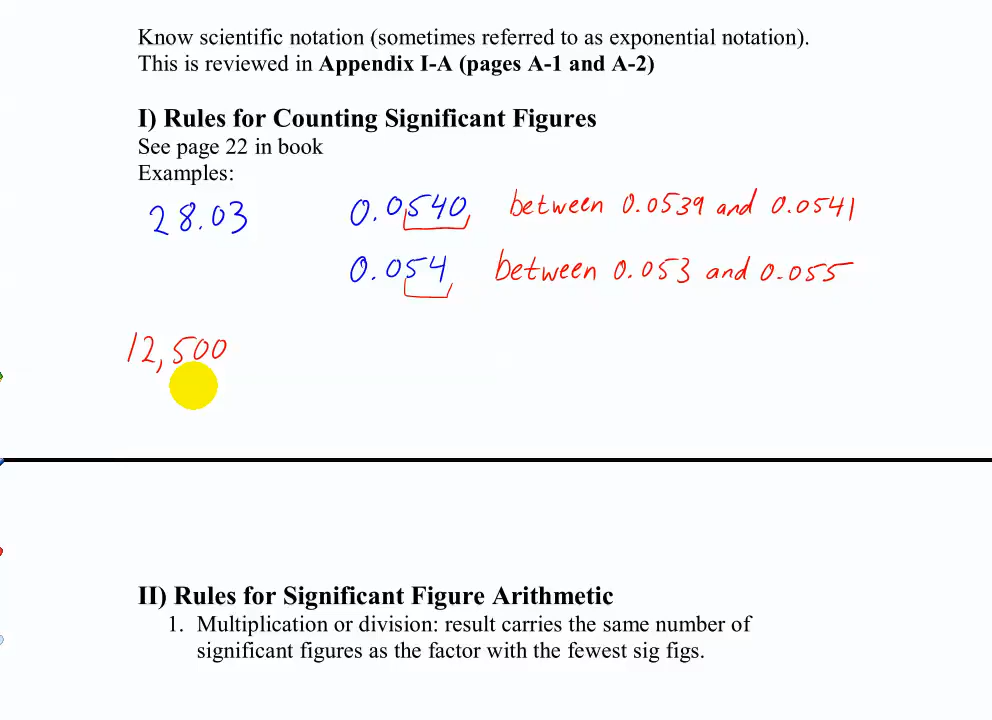 Know scientific notation (sometimes referred to as exponential notation).
This is reviewed in Appendix I-A (pages A-1 and A-2)
I) Rules for Counting Significant Figures
See page 22 in book
Examples:
28.03 0.0540 between 0.0539 and 0.0541
0.054 between 0.053 and 0.055
12,500
II) Rules for Significant Figure Arithmetic
1. Multiplication or division: result carries the same number of
significant figures as the factor with the fewest sig figs.